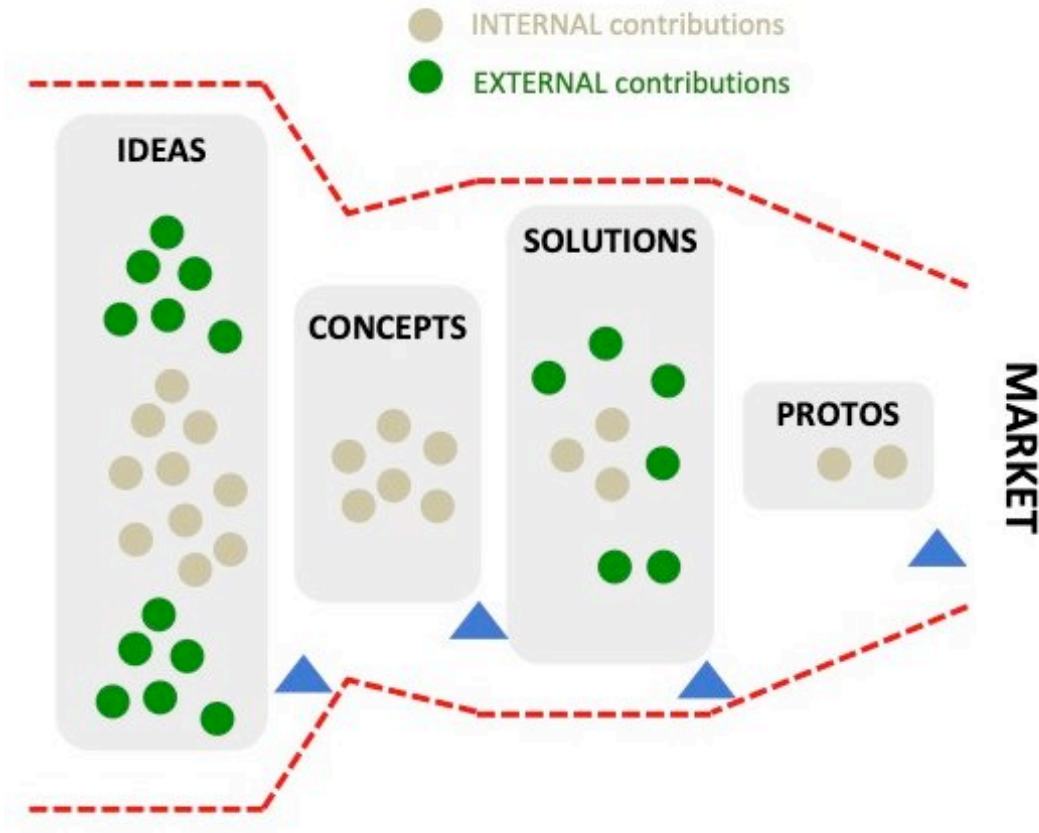 INTERNAL contributions
EXTERNAL contributions
IDEAS
SOLUTIONS
CONCEPTS
PROTOS
MARKET